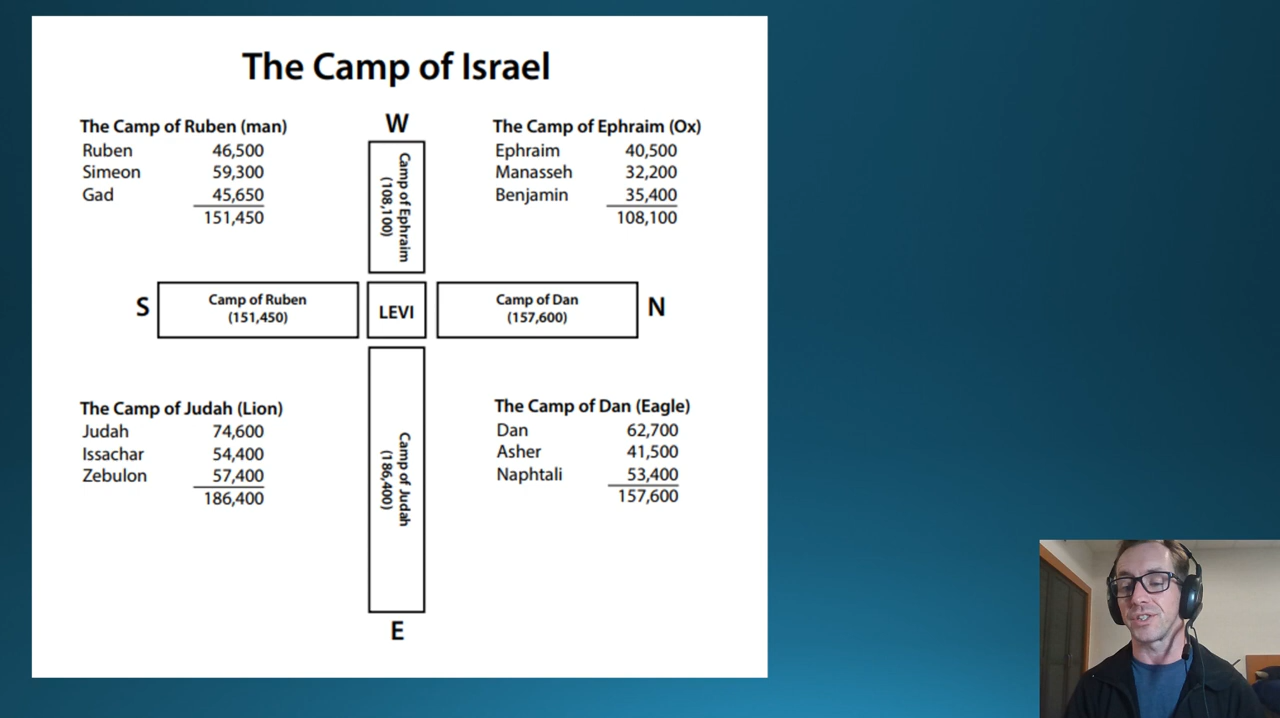 The Camp of Israel
The Camp of Ruben (man)
Ruben 46,500
Simeon 59,300
Gad 45,650
151,450
W
Camp of Ephraim
(108,100)
The Camp of Ephraim (Ox)
Ephraim 40,500
Manasseh 32,200
Benjamin 35,400
108,100
S
Camp of Ruben
(151,450)
LEVI
Camp of Dan
(157,600)
N
The Camp of Judah (Lion)
Judah 74,600
Issachar 54,400
Zebulon 57,400
186,400
Camp of Judah
(186,400)
E
The Camp of Dan (Eagle)
Dan 62,700
Asher 41,500
Naphtali 53,400
157,600